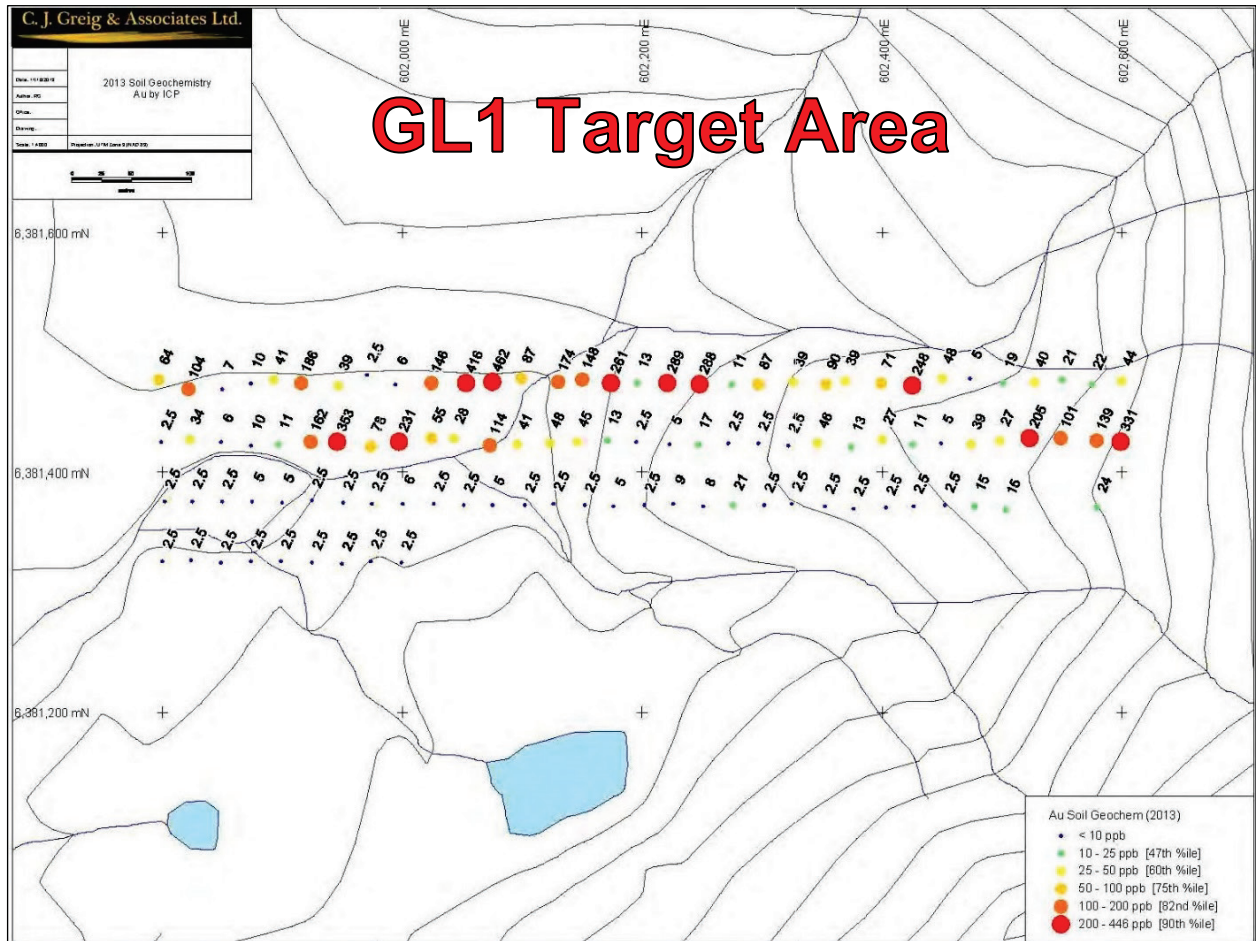 C. J. Greig & Associates Ltd.
2013 Soil Geochemistry
Au by ICP
GL1 Target Area
602,000 mE
602,200 mE
602,400 mE
602,600 mE
6,381,600 mN
64 104 7 10 41 186 39 2.5 6 146 416 462 87 174 148 281 13 289 288 11 87 39 90 39 71 248 48 5 19 40 21 22 44
2.5 34 6 10 11 162 353 78 231 55 28 114 41 48 45 13 2.5 5 17 2.5 2.5 2.5 48 13 27 11 5 39 27 205 101 139 331
6,381,400 mN
2.5 2.5 2.5 5 5 2.5 2.5 2.5 6 2.5 2.5 5 2.5 2.5 2.5 5 2.5 9 8 21 2.5 2.5 2.5 2.5 2.5 2.5 2.5 15 16 24
2.5 2.5 2.5 2.5 2.5 2.5 2.5 2.5 2.5
6,381,200 mN
Au Soil Geochem (2013)
< 10 ppb
10 - 25 ppb [47th %ile]
25 - 50 ppb [60th %ile]
50 - 100 ppb [75th %ile]
100 - 200 ppb [82nd %ile]
200 - 446 ppb [90th %ile]